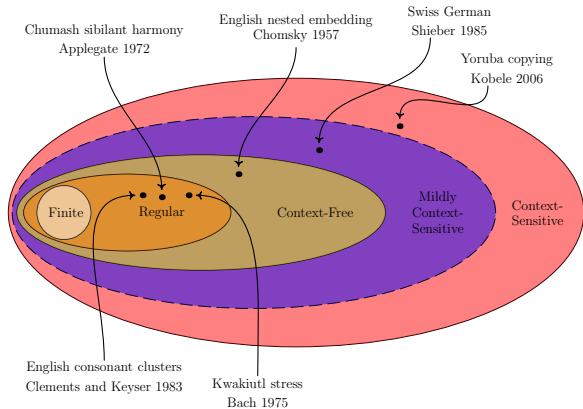 Swiss German
Shieber 1985
English nested embedding
Chomsky 1957
Chumash sibilant harmony
Applegate 1972
Yoruba copying
Kobele 2006
Finite
Regular
Context-Free
Mildly
Context-
Sensitive
Context-
Sensitive
English consonant clusters
Clements and Keyser 1983
Kwakiutl stress
Bach 1975